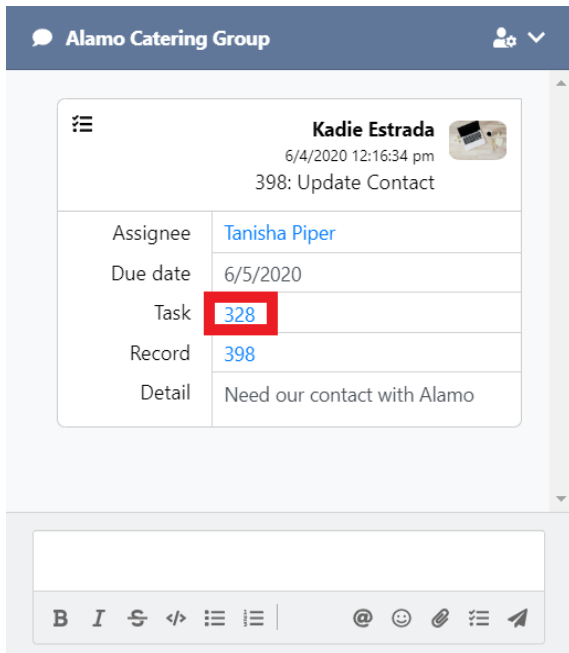 Alamo Catering Group
Kadie Estrada
6/4/2020 12:16:34 pm
398: Update Contact
Assignee Tanisha Piper
Due date 6/5/2020
Task 328
Record 398
Detail Need our contact with Alamo
B I S </>
@